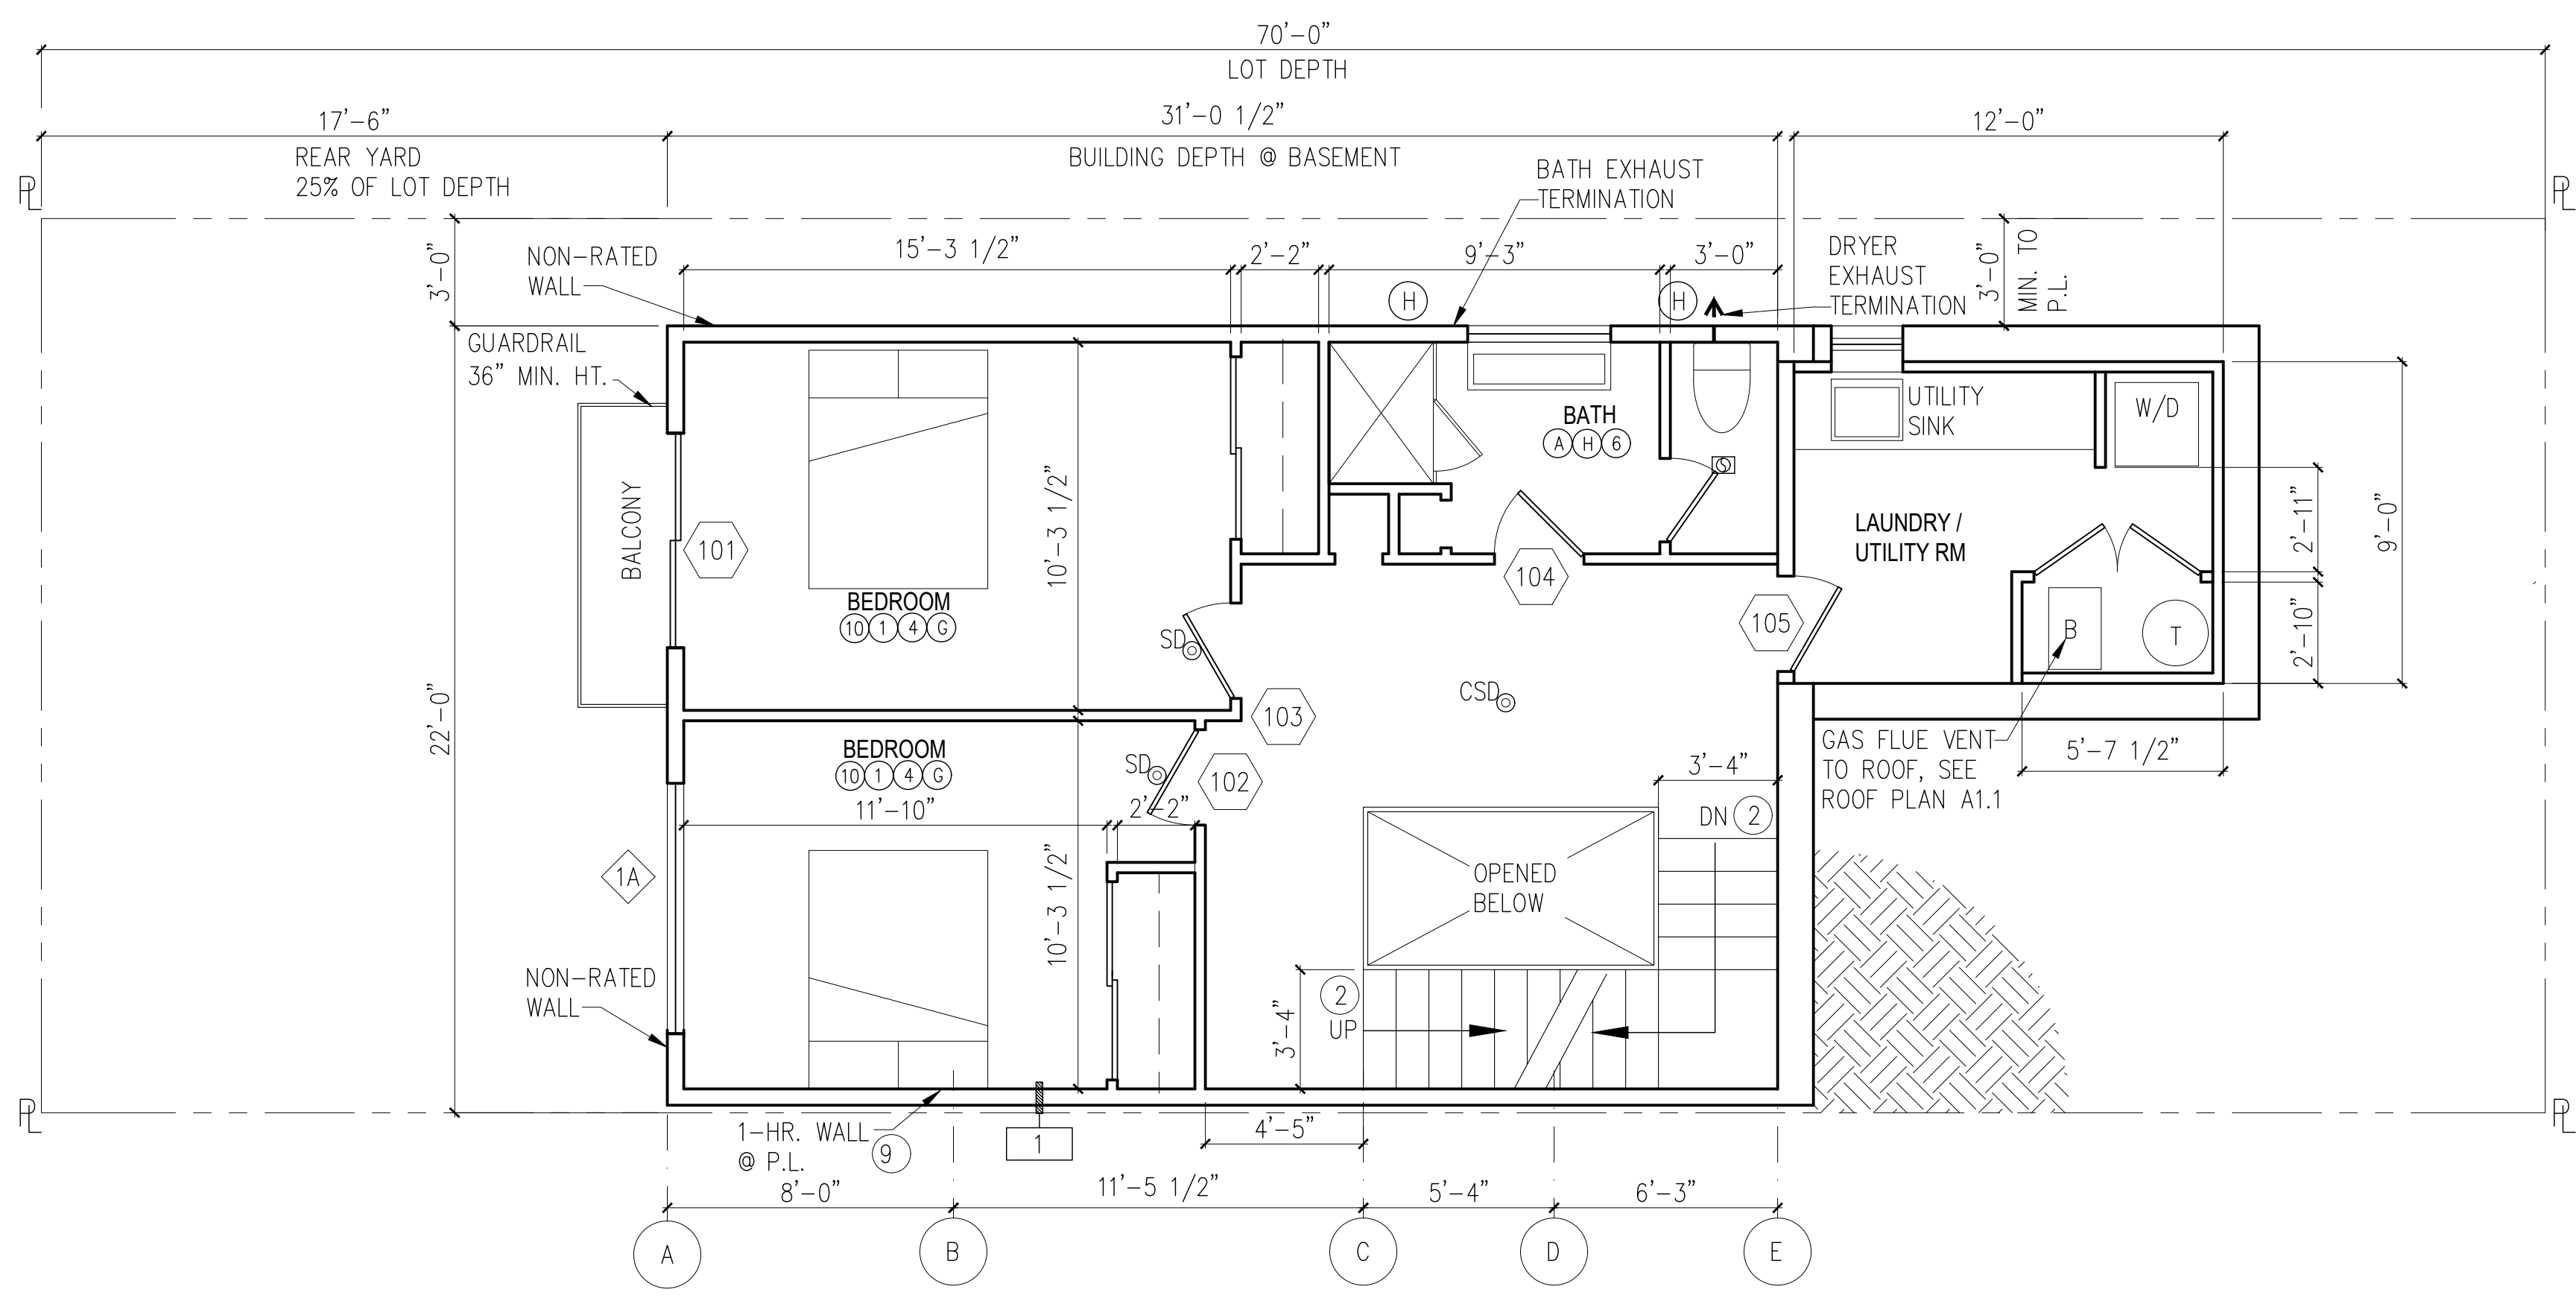 70'-0"
LOT DEPTH
17'-6"
31'-0 1/2"
12'-0"
REAR YARD
25% OF LOT DEPTH
BUILDING DEPTH @ BASEMENT
BATH EXHAUST
TERMINATION
PL
PL
3'-0"
NON-RATED
WALL
15'-3 1/2"
2'-2"
9'-3"
3'-0"
H
H
DRYER
EXHAUST
TERMINATION
3'-0"
MIN. TO
P.L.
GUARDRAIL
36" MIN. HT.
BALCONY
101
10'-3 1/2"
BEDROOM
10 1 4 G
BATH
A H 6
UTILITY
SINK
W/D
LAUNDRY /
UTILITY RM
2'-11"
9'-0"
2'-10"
104
105
B
T
SD
CSD
103
22'-0"
BEDROOM
10 1 4 G
SD
102
11'-10"
2'-2"
3'-4"
DN 2
GAS FLUE VENT
TO ROOF, SEE
ROOF PLAN A1.1
5'-7 1/2"
1A
10'-3 1/2"
OPENED
BELOW
NON-RATED
WALL
2
UP
3'-4"
PL
PL
1-HR. WALL
@ P.L.
9
1
4'-5"
8'-0"
11'-5 1/2"
5'-4"
6'-3"
A
B
C
D
E